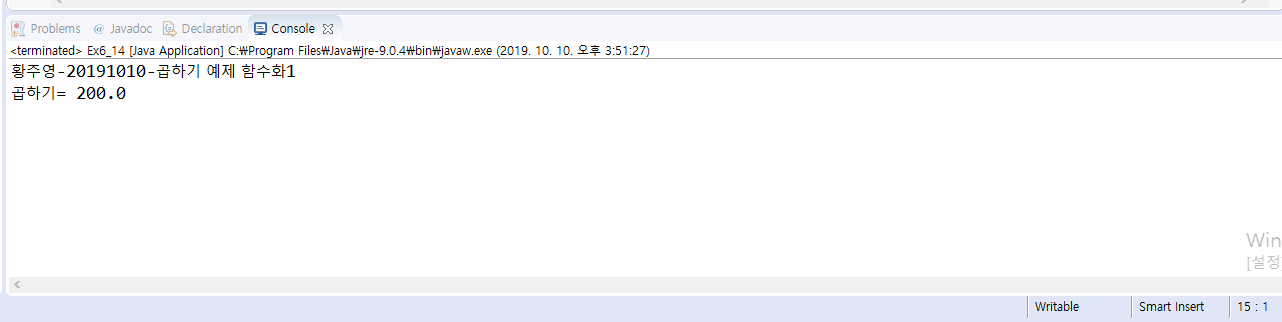 Problems @ Javadoc Declaration Console
<terminated> Ex6_14 [Java Application] C:\Program Files\Java\jre-9.0.4\bin\javaw.exe (2019. 10. 10. 오후 3:51:27)
황주영-20191010-곱하기 예제 함수화1
곱하기= 200.0
Win
[설정
Writable Smart Insert 15 : 1